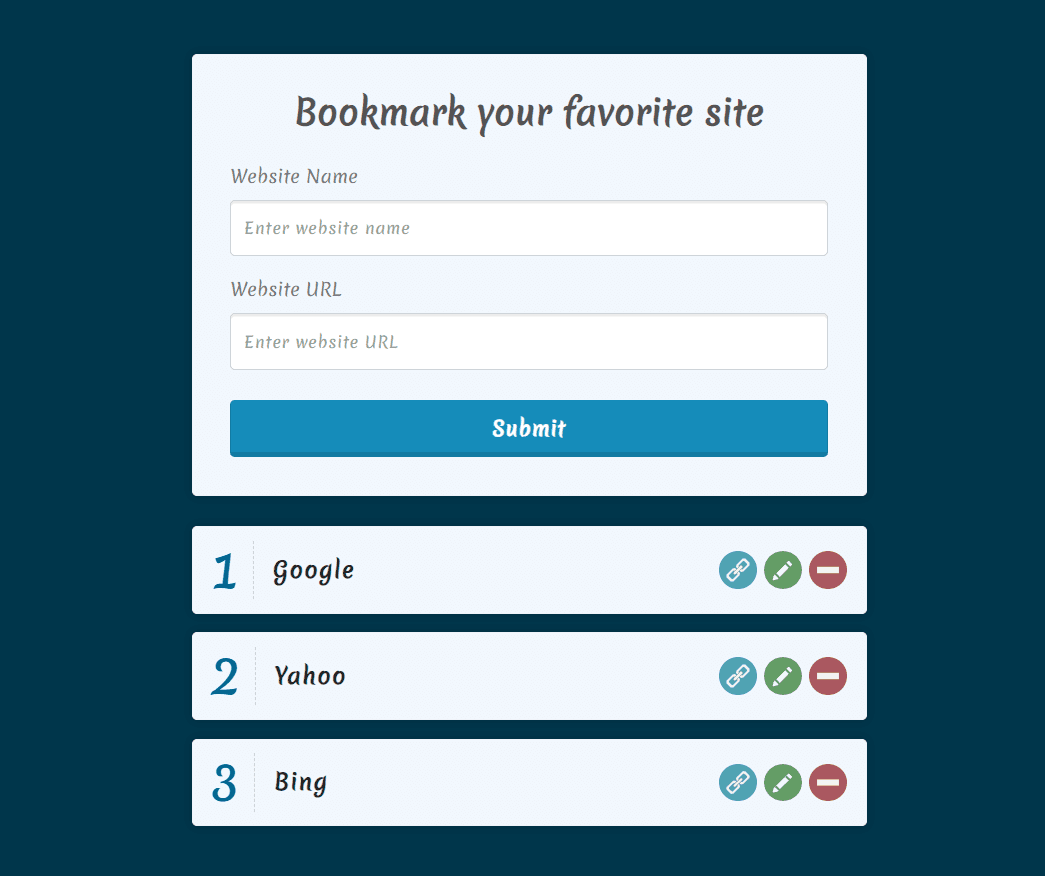 Bookmark your favorite site
Website Name
Enter website name
Website URL
Enter website URL
Submit
1 Google
2 Yahoo
3 Bing